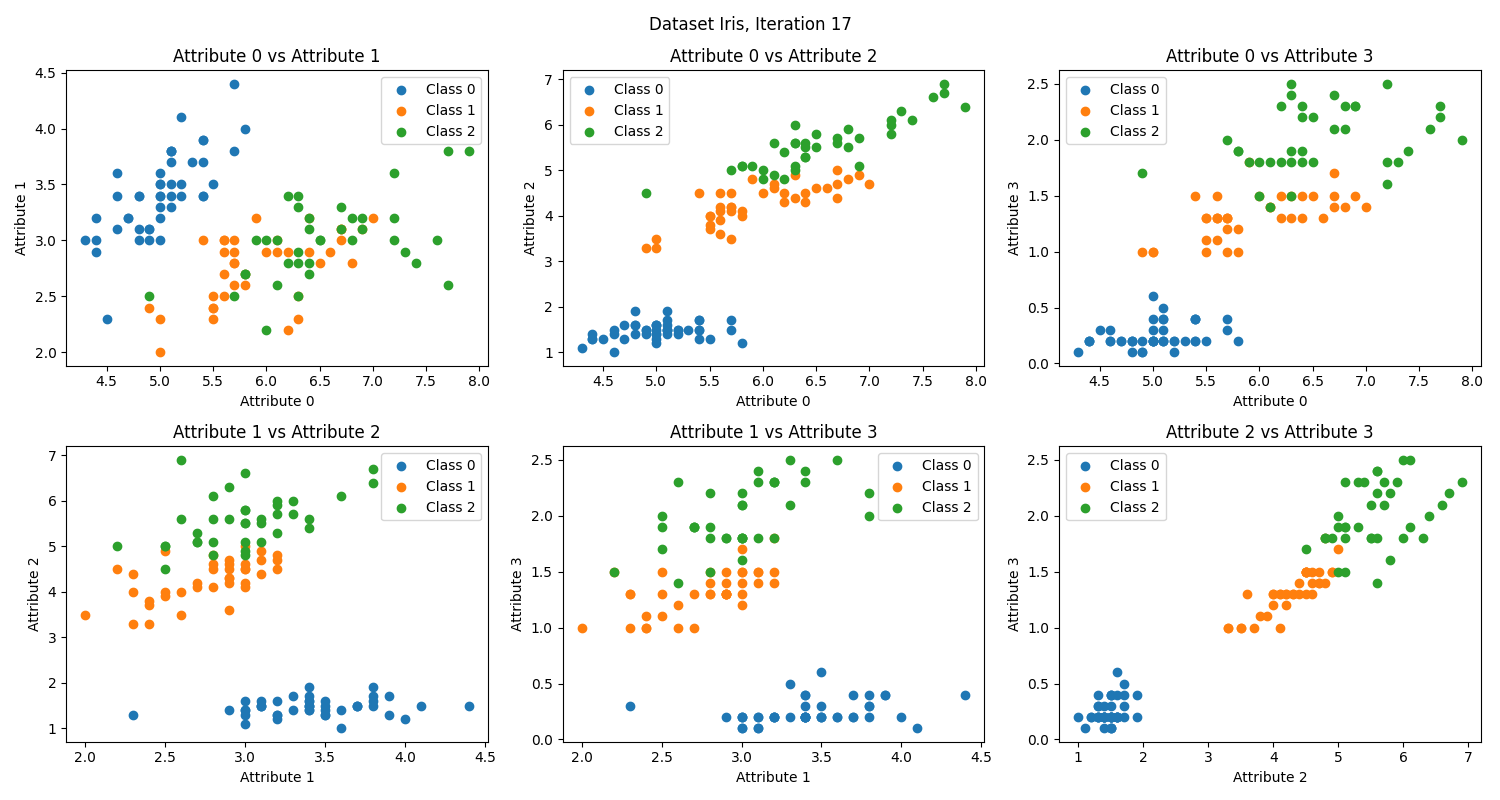 Dataset Iris, Iteration 17
Attribute 0 vs Attribute 1
4.5
4.0
3.5
3.0
2.5
2.0
Attribute 1
Class 0
Class 1
Class 2
4.5 5.0 5.5 6.0 6.5 7.0 7.5 8.0
Attribute 0
Attribute 0 vs Attribute 2
7
6
5
4
3
2
1
Attribute 2
Class 0
Class 1
Class 2
4.5 5.0 5.5 6.0 6.5 7.0 7.5 8.0
Attribute 0
Attribute 0 vs Attribute 3
2.5
2.0
1.5
1.0
0.5
0.0
Attribute 3
Class 0
Class 1
Class 2
4.5 5.0 5.5 6.0 6.5 7.0 7.5 8.0
Attribute 0
Attribute 1 vs Attribute 2
7
6
5
4
3
2
1
Attribute 2
Class 0
Class 1
Class 2
2.0 2.5 3.0 3.5 4.0 4.5
Attribute 1
Attribute 1 vs Attribute 3
2.5
2.0
1.5
1.0
0.5
0.0
Attribute 3
Class 0
Class 1
Class 2
2.0 2.5 3.0 3.5 4.0 4.5
Attribute 1
Attribute 2 vs Attribute 3
2.5
2.0
1.5
1.0
0.5
0.0
Attribute 3
Class 0
Class 1
Class 2
1 2 3 4 5 6 7
Attribute 2